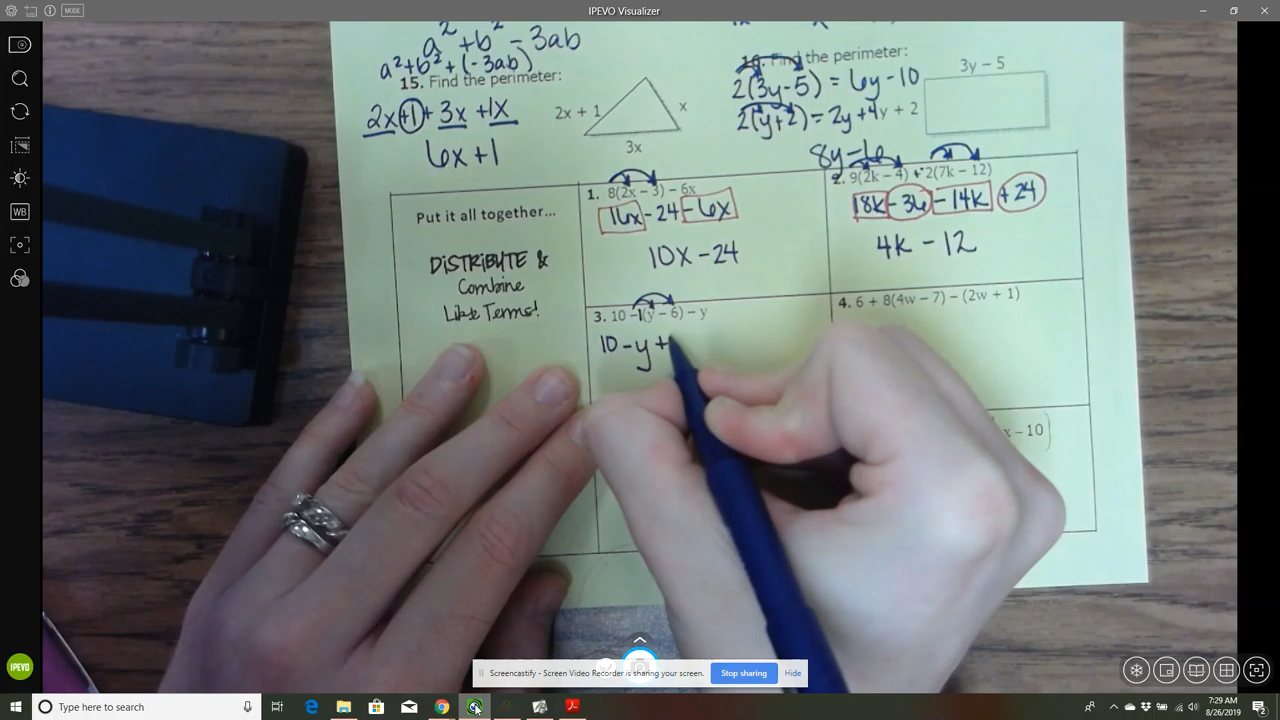 IPEVO Visualizer
a² + b² - 3ab
a² + b² + (-3ab)
15. Find the perimeter:
2x +1 + 3x + 1x
6x + 1
2x + 1
x
3x
16. Find the perimeter:
2(3y-5) = 6y - 10
2(y+2) = 2y + 4
8y - 6
3y – 5
y + 2
Put it all together...
DISTRIBUTE &
Combine
Like Terms!
1. 8(2x – 3) – 6x
16x - 24 - 6x
10x - 24
2. 9(2k – 4) + - 2(7k – 12)
18k - 36 - 14k + 24
4k - 12
3. 10 – 1(y – 6) – y
10 - y +
4. 6 + 8(4w – 7) – (2w + 1)
x – 10)
WB
IPEVO
Screencastify - Screen Video Recorder is sharing your screen.
Stop sharing
Hide
Type here to search
7:29 AM
8/26/2019
2